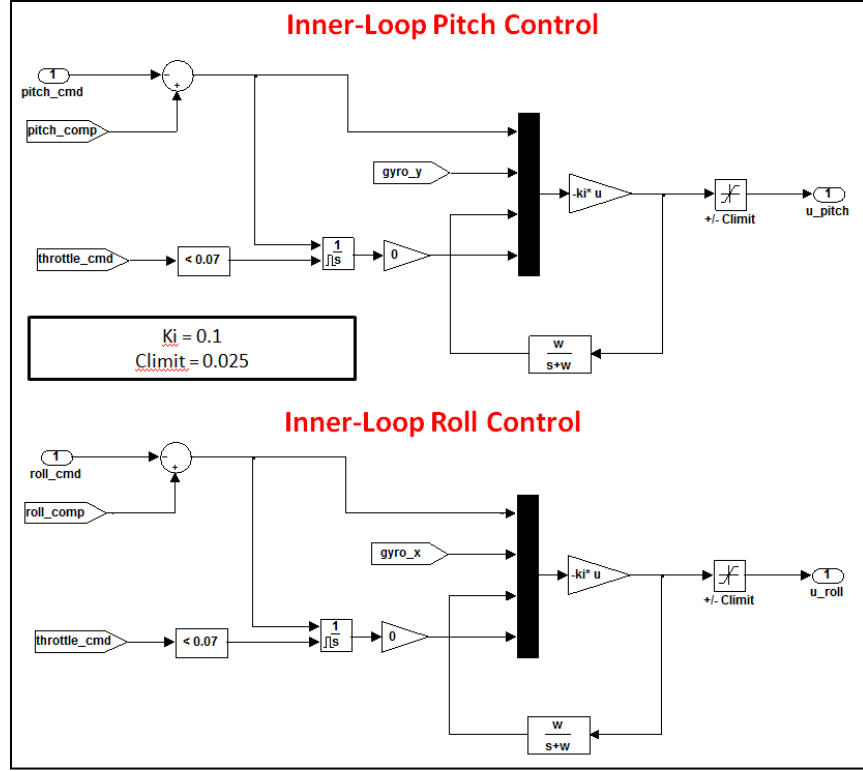 Inner-Loop Pitch Control
1
pitch_cmd
-
+
pitch_comp
gyro_y
-ki* u
+/- Climit
1
u_pitch
throttle_cmd
< 0.07
1
s
0
Ki = 0.1
Climit = 0.025
w
s+w
Inner-Loop Roll Control
1
roll_cmd
-
+
roll_comp
gyro_x
-ki* u
+/- Climit
1
u_roll
throttle_cmd
< 0.07
1
s
0
w
s+w